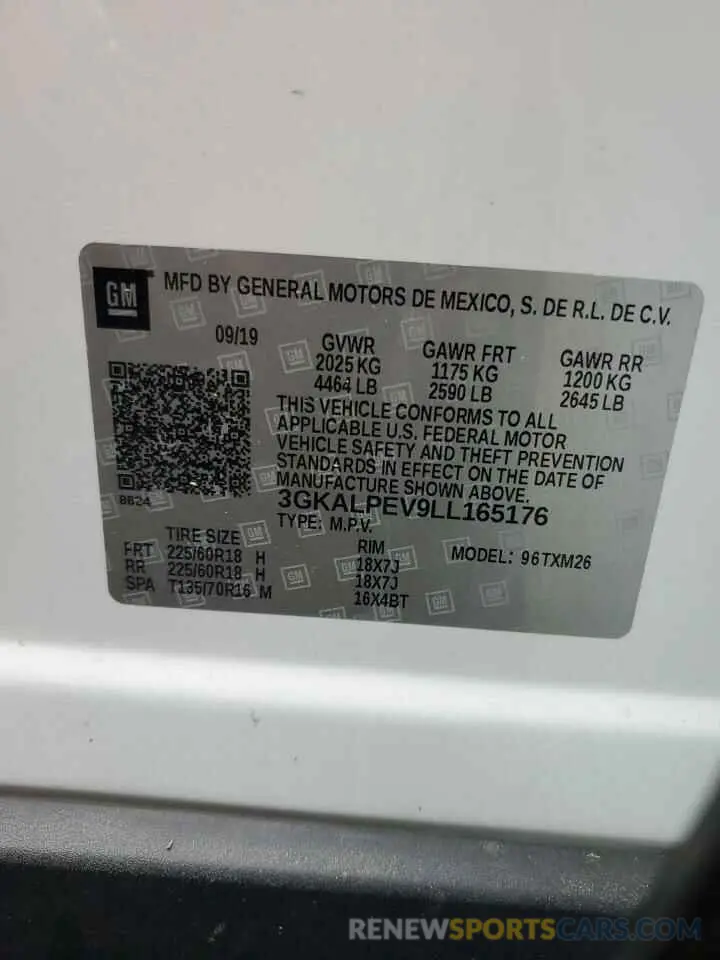 GM
MFD BY GENERAL MOTORS DE MEXICO, S. DE R.L. DE C.V.
09/19
GVWR GAWR FRT GAWR RR
2025 KG 1175 KG 1200 KG
4464 LB 2590 LB 2645 LB
THIS VEHICLE CONFORMS TO ALL
APPLICABLE U.S. FEDERAL MOTOR
VEHICLE SAFETY AND THEFT PREVENTION
STANDARDS IN EFFECT ON THE DATE OF
MANUFACTURE SHOWN ABOVE.
8624
3GKALPEV9LL165176
TYPE: M.P.V.
TIRE SIZE RIM MODEL: 96TXM26
FRT 225/60R18 H 18X7J
RR 225/60R18 H 18X7J
SPA T135/70R16 M 16X4BT
RENEWSPORTSCARS.COM